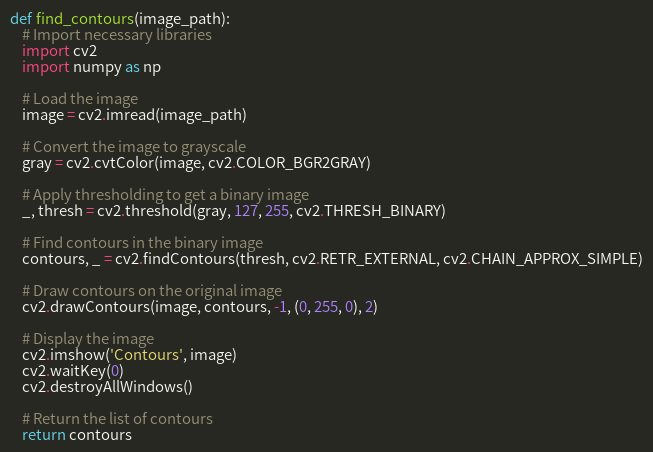 def find_contours(image_path):
    # Import necessary libraries
    import cv2
    import numpy as np

    # Load the image
    image = cv2.imread(image_path)

    # Convert the image to grayscale
    gray = cv2.cvtColor(image, cv2.COLOR_BGR2GRAY)

    # Apply thresholding to get a binary image
    _, thresh = cv2.threshold(gray, 127, 255, cv2.THRESH_BINARY)

    # Find contours in the binary image
    contours, _ = cv2.findContours(thresh, cv2.RETR_EXTERNAL, cv2.CHAIN_APPROX_SIMPLE)

    # Draw contours on the original image
    cv2.drawContours(image, contours, -1, (0, 255, 0), 2)

    # Display the image
    cv2.imshow('Contours', image)
    cv2.waitKey(0)
    cv2.destroyAllWindows()

    # Return the list of contours
    return contours